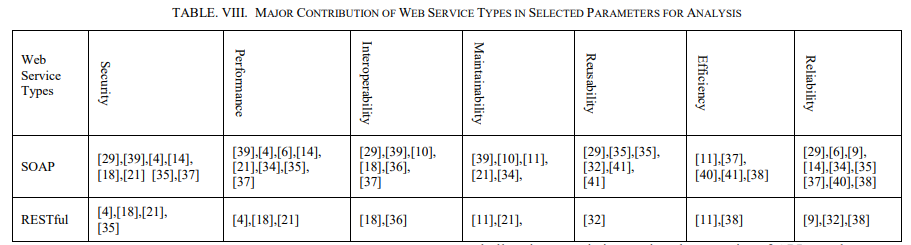 TABLE. VIII. MAJOR CONTRIBUTION OF WEB SERVICE TYPES IN SELECTED PARAMETERS FOR ANALYSIS
Web
Service
Types
Security
Performance
Interoperability
Maintainability
Reusability
Efficiency
Reliability
SOAP
[29],[39],[4],[14],
[18],[21] [35],[37]
[39],[4],[6],[14],
[21],[34],[35],
[37]
[29],[39],[10],
[18],[36],
[37]
[39],[10],[11],
[21],[34],
[29],[35],[35],
[32],[41],
[41]
[11],[37],
[40],[41],[38]
[29],[6],[9],
[14],[34],[35]
[37],[40],[38]
RESTful
[4],[18],[21],
[35]
[4],[18],[21]
[18],[36]
[11],[21],
[32]
[11],[38]
[9],[32],[38]